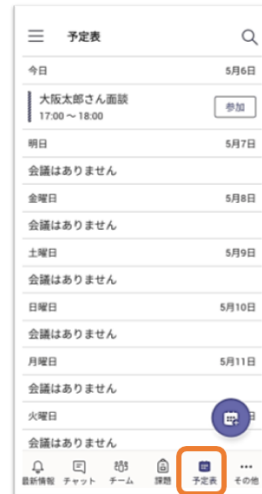 予定表
今日 5月6日
大阪太郎さん面談
17:00 ～ 18:00
参加
明日 5月7日
会議はありません
金曜日 5月8日
会議はありません
土曜日 5月9日
会議はありません
日曜日 5月10日
会議はありません
月曜日 5月11日
会議はありません
火曜日
会議はありません
最新情報 チャット チーム 課題 予定表 その他